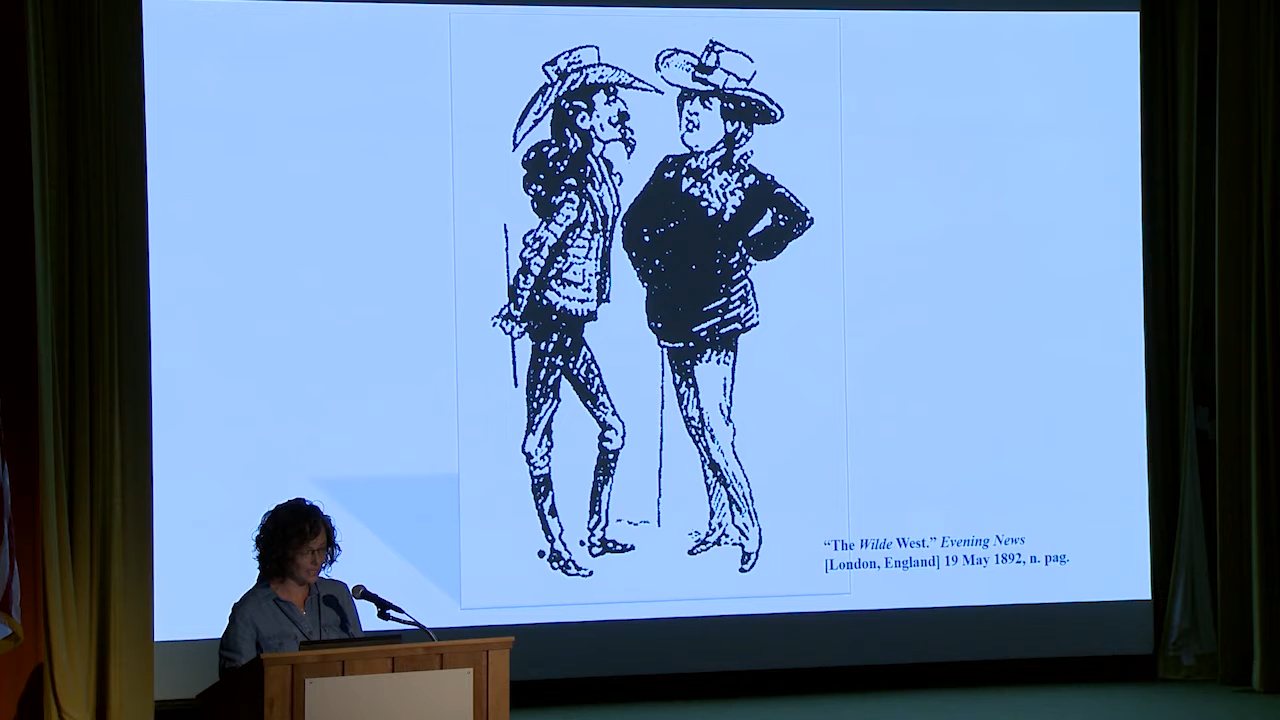 “The Wilde West.” Evening News
[London, England] 19 May 1892, n. pag.